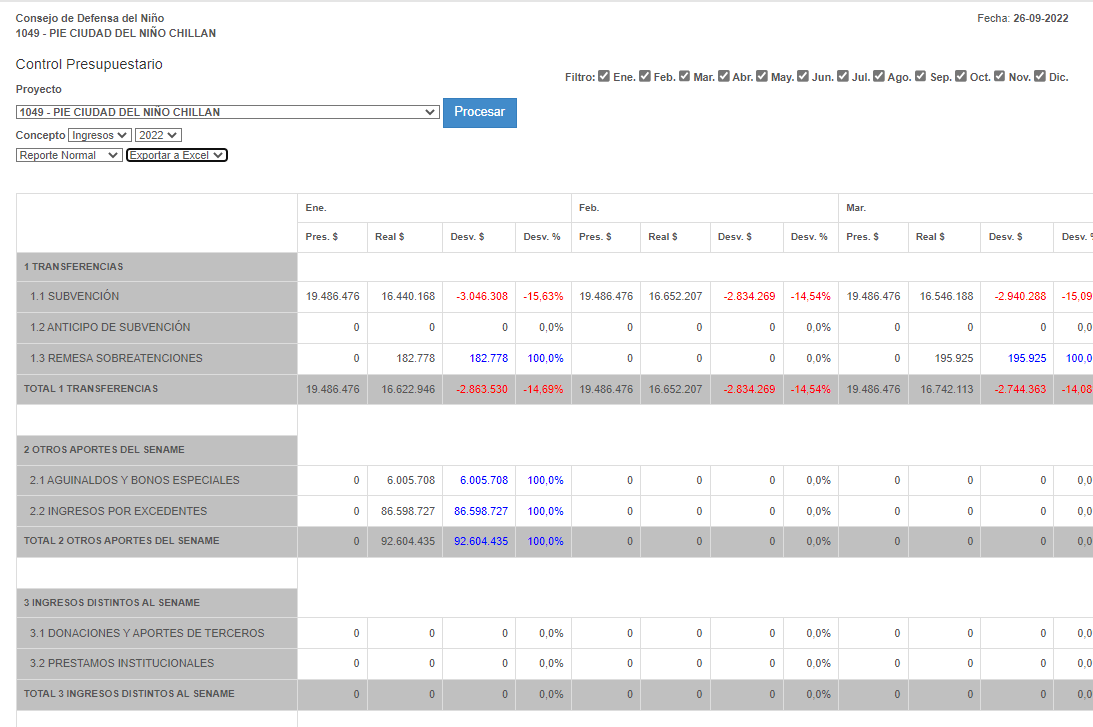 Consejo de Defensa del Niño
Fecha: 26-09-2022
1049 - PIE CIUDAD DEL NIÑO CHILLAN
Control Presupuestario
Filtro: Ene. Feb. Mar. Abr. May. Jun. Jul. Ago. Sep. Oct. Nov. Dic.
Proyecto
1049 - PIE CIUDAD DEL NIÑO CHILLAN Procesar
Concepto Ingresos 2022
Reporte Normal Exportar a Excel
Ene. Feb. Mar.
Pres. $ Real $ Desv. $ Desv. % Pres. $ Real $ Desv. $ Desv. % Pres. $ Real $ Desv. $ Desv. %
1 TRANSFERENCIAS
1.1 SUBVENCIÓN 19.486.476 16.440.168 -3.046.308 -15,63% 19.486.476 16.652.207 -2.834.269 -14,54% 19.486.476 16.546.188 -2.940.288 -15,09
1.2 ANTICIPO DE SUBVENCIÓN 0 0 0 0,0% 0 0 0 0,0% 0 0 0 0,0
1.3 REMESA SOBREATENCIONES 0 182.778 182.778 100,0% 0 0 0 0,0% 0 195.925 195.925 100,0
TOTAL 1 TRANSFERENCIAS 19.486.476 16.622.946 -2.863.530 -14,69% 19.486.476 16.652.207 -2.834.269 -14,54% 19.486.476 16.742.113 -2.744.363 -14,08
2 OTROS APORTES DEL SENAME
2.1 AGUINALDOS Y BONOS ESPECIALES 0 6.005.708 6.005.708 100,0% 0 0 0 0,0% 0 0 0 0,0
2.2 INGRESOS POR EXCEDENTES 0 86.598.727 86.598.727 100,0% 0 0 0 0,0% 0 0 0 0,0
TOTAL 2 OTROS APORTES DEL SENAME 0 92.604.435 92.604.435 100,0% 0 0 0 0,0% 0 0 0 0,0
3 INGRESOS DISTINTOS AL SENAME
3.1 DONACIONES Y APORTES DE TERCEROS 0 0 0 0,0% 0 0 0 0,0% 0 0 0 0,0
3.2 PRESTAMOS INSTITUCIONALES 0 0 0 0,0% 0 0 0 0,0% 0 0 0 0,0
TOTAL 3 INGRESOS DISTINTOS AL SENAME 0 0 0 0,0% 0 0 0 0,0% 0 0 0 0,0